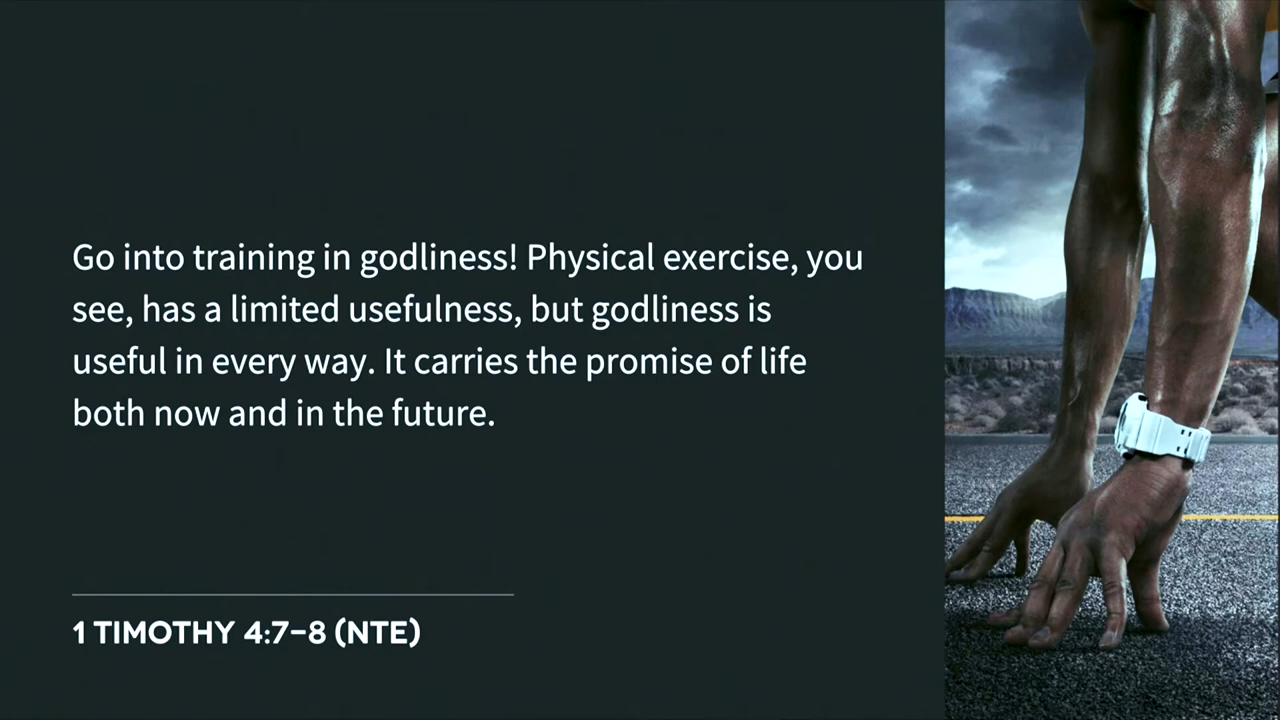 Go into training in godliness! Physical exercise, you
see, has a limited usefulness, but godliness is
useful in every way. It carries the promise of life
both now and in the future.
1 TIMOTHY 4:7–8 (NTE)